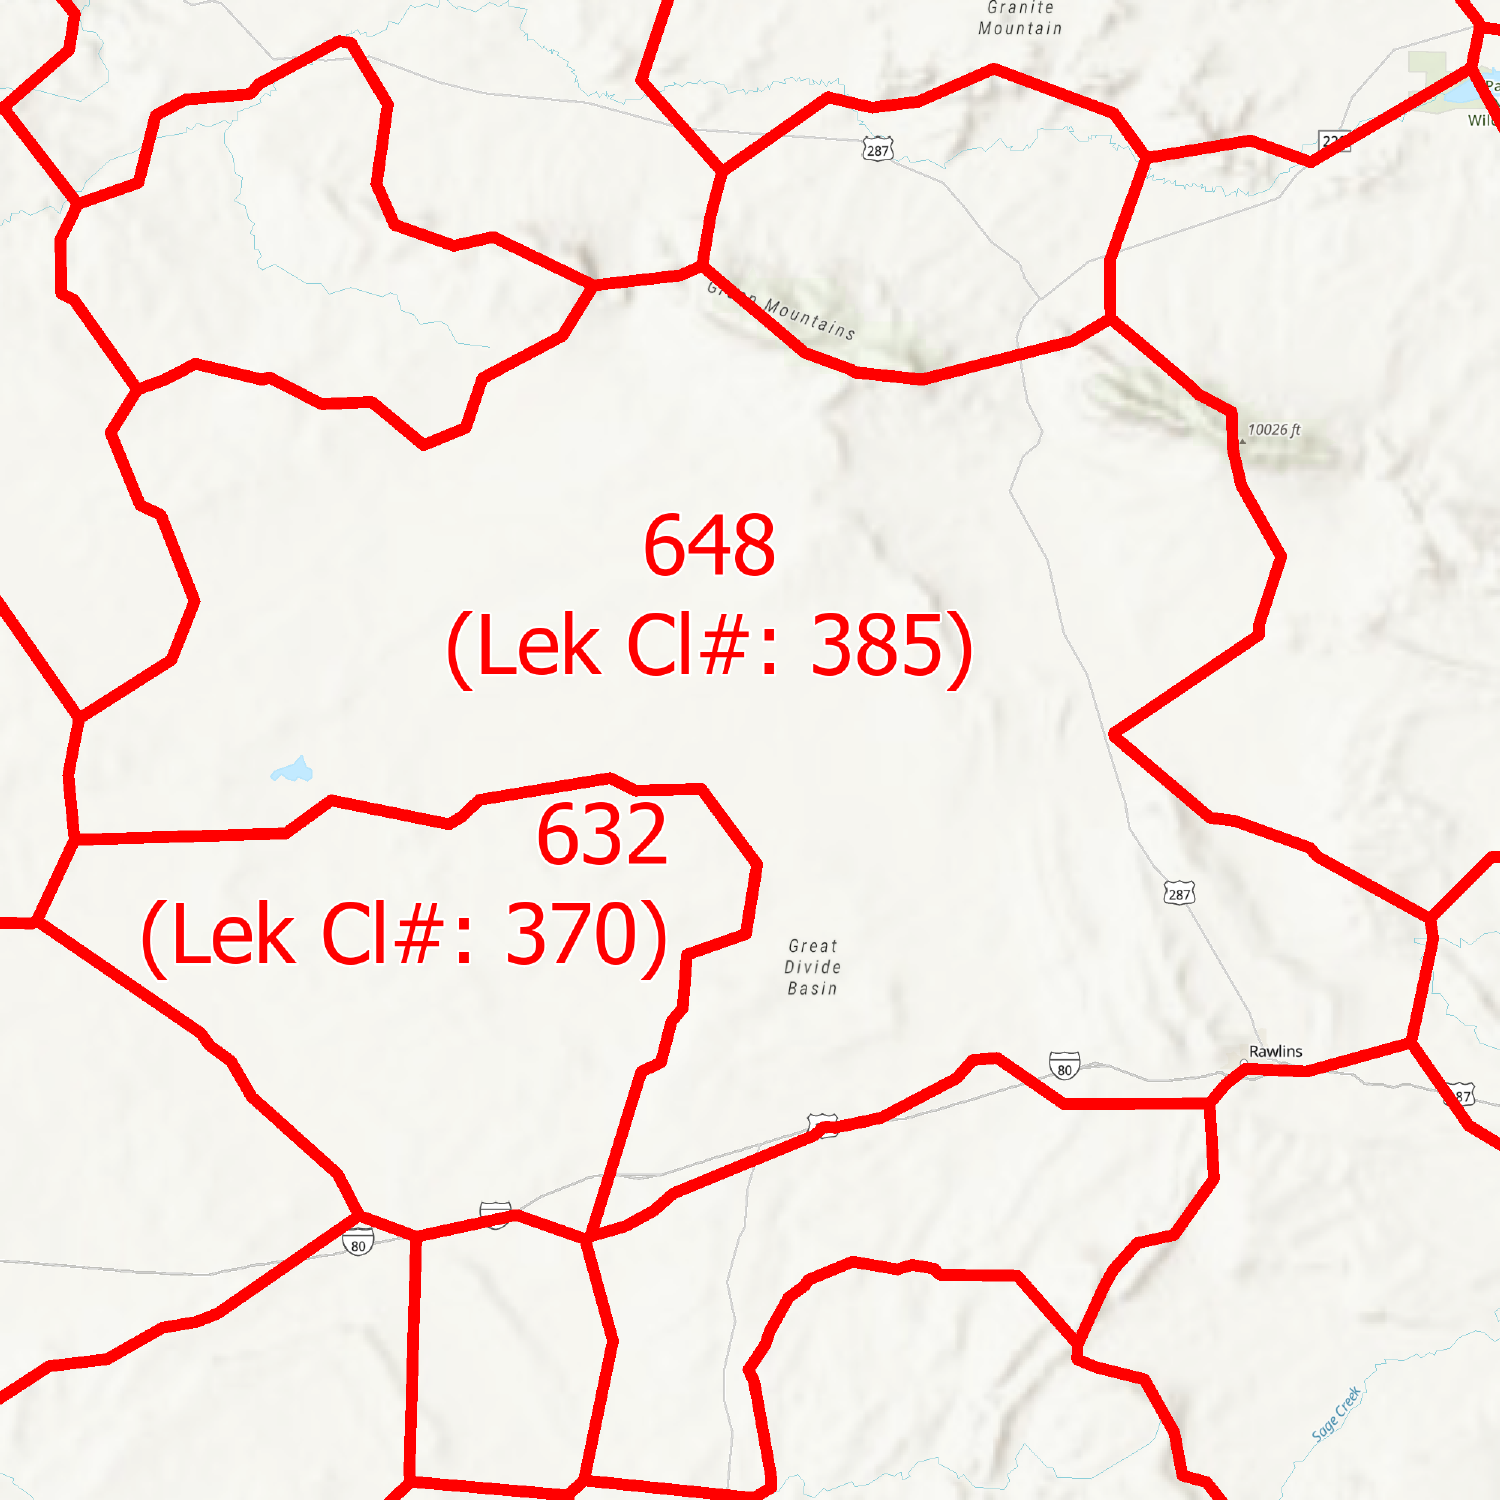 Granite
Mountain
287
Green Mountains
10026 ft
648
(Lek Cl#: 385)
632
(Lek Cl#: 370)
287
Great
Divide
Basin
Rawlins
80
80
Sage Creek